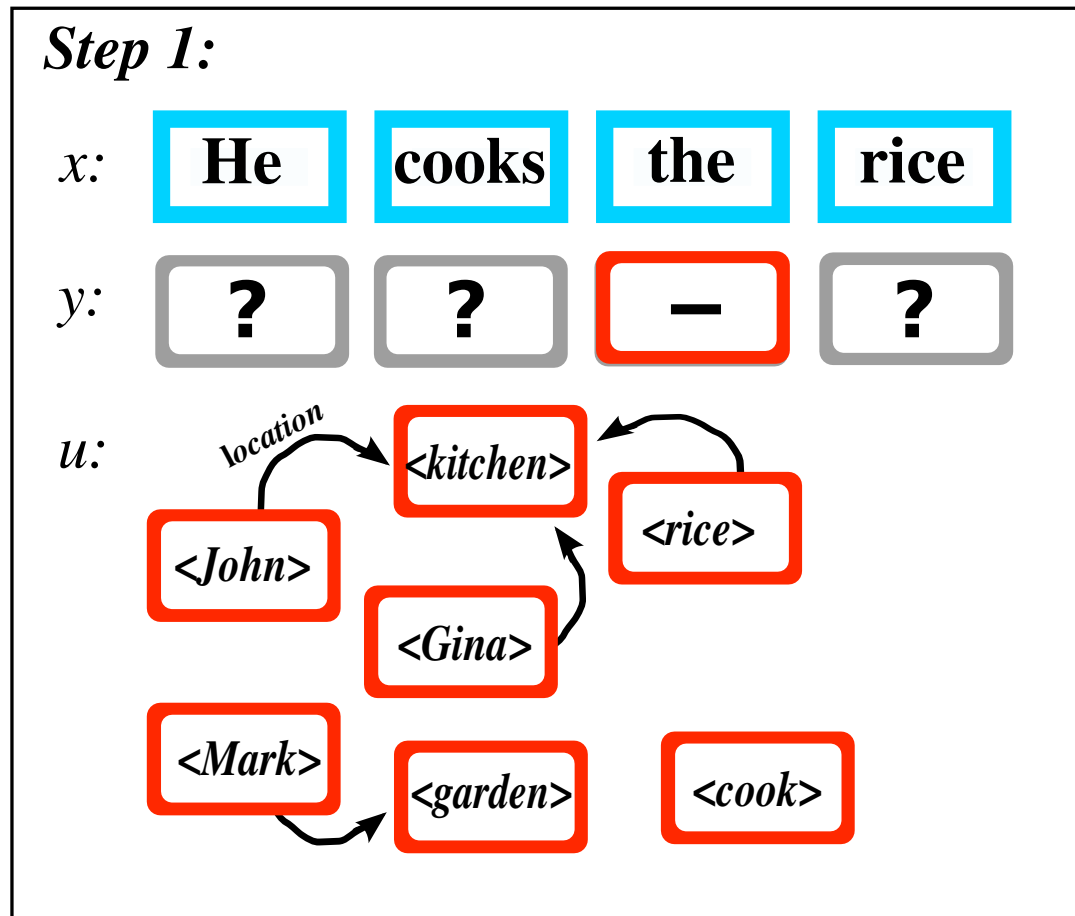 Step 1:
x: He cooks the rice
y: ? ? – ?
u: location <kitchen>
<rice>
<John>
<Gina>
<Mark>
<garden> <cook>